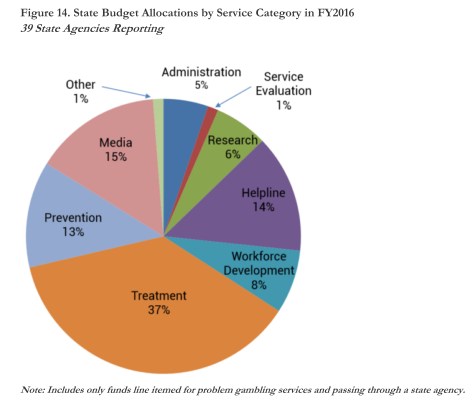 Figure 14. State Budget Allocations by Service Category in FY2016
39 State Agencies Reporting
Administration
5%
Service
Evaluation
1%
Research
6%
Helpline
14%
Workforce
Development
8%
Treatment
37%
Prevention
13%
Media
15%
Other
1%
Note: Includes only funds line itemed for problem gambling services and passing through a state agency.